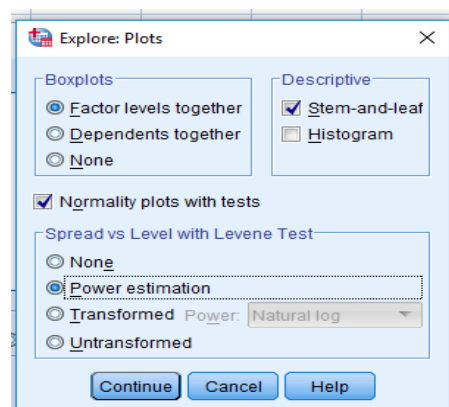 Explore: Plots
Boxplots
Factor levels together
Dependents together
None
Descriptive
Stem-and-leaf
Histogram
Normality plots with tests
Spread vs Level with Levene Test
None
Power estimation
Transformed Power: Natural log
Untransformed
Continue Cancel Help